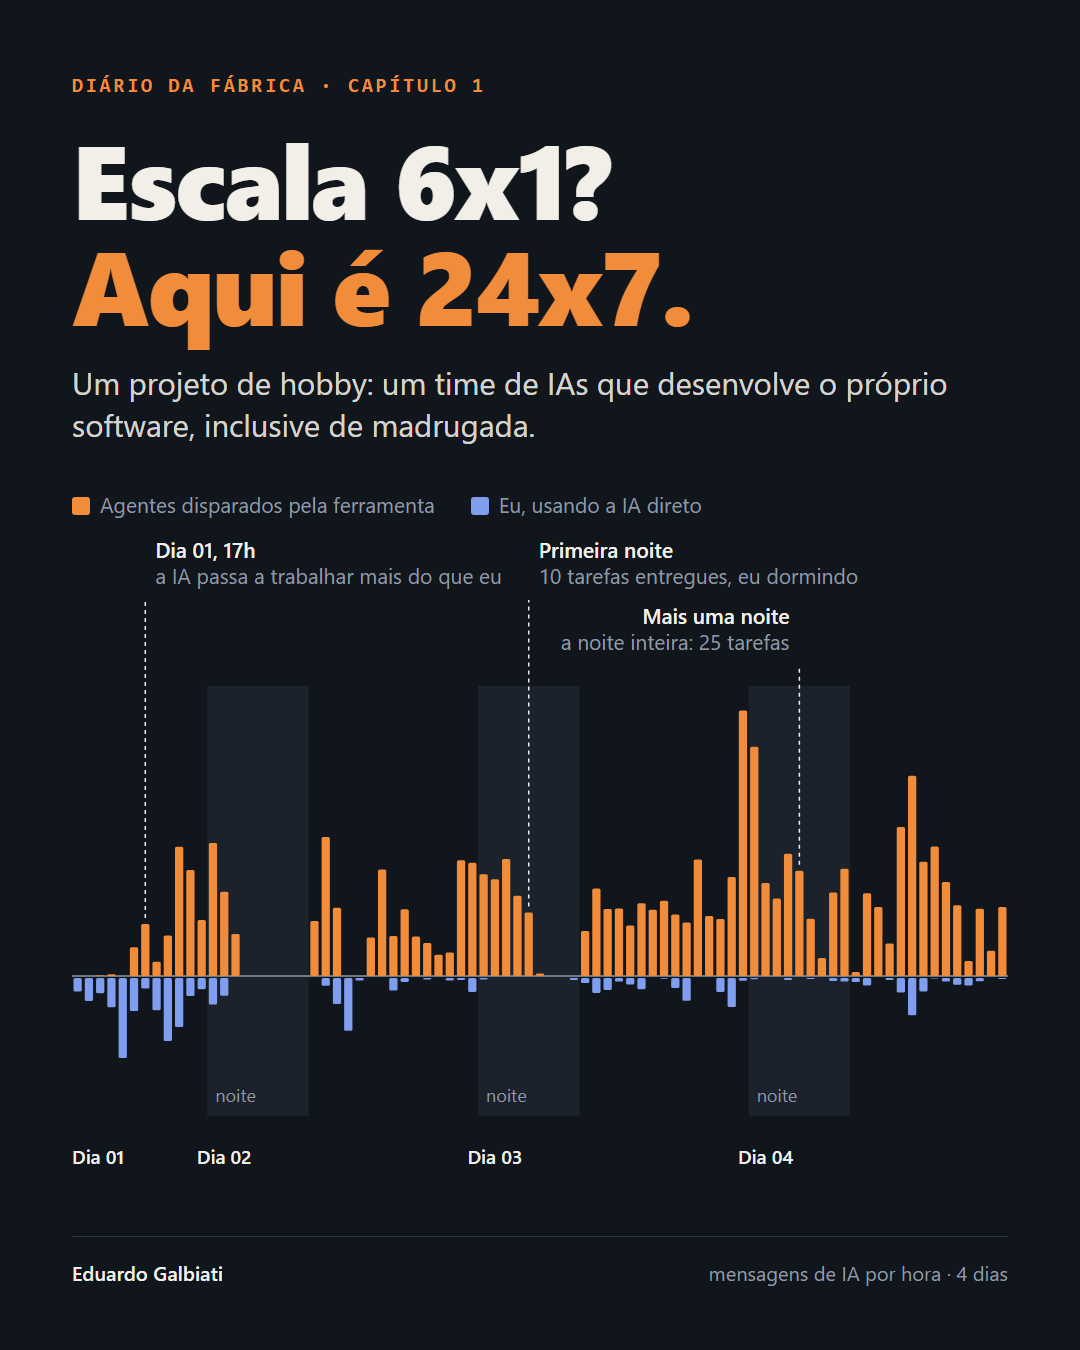 DIÁRIO DA FÁBRICA · CAPÍTULO 1
Escala 6x1?
Aqui é 24x7.
Um projeto de hobby: um time de IAs que desenvolve o próprio
software, inclusive de madrugada.
Agentes disparados pela ferramenta
Eu, usando a IA direto
Dia 01, 17h
a IA passa a trabalhar mais do que eu
Primeira noite
10 tarefas entregues, eu dormindo
Mais uma noite
a noite inteira: 25 tarefas
noite
noite
noite
Dia 01
Dia 02
Dia 03
Dia 04
Eduardo Galbiati
mensagens de IA por hora · 4 dias